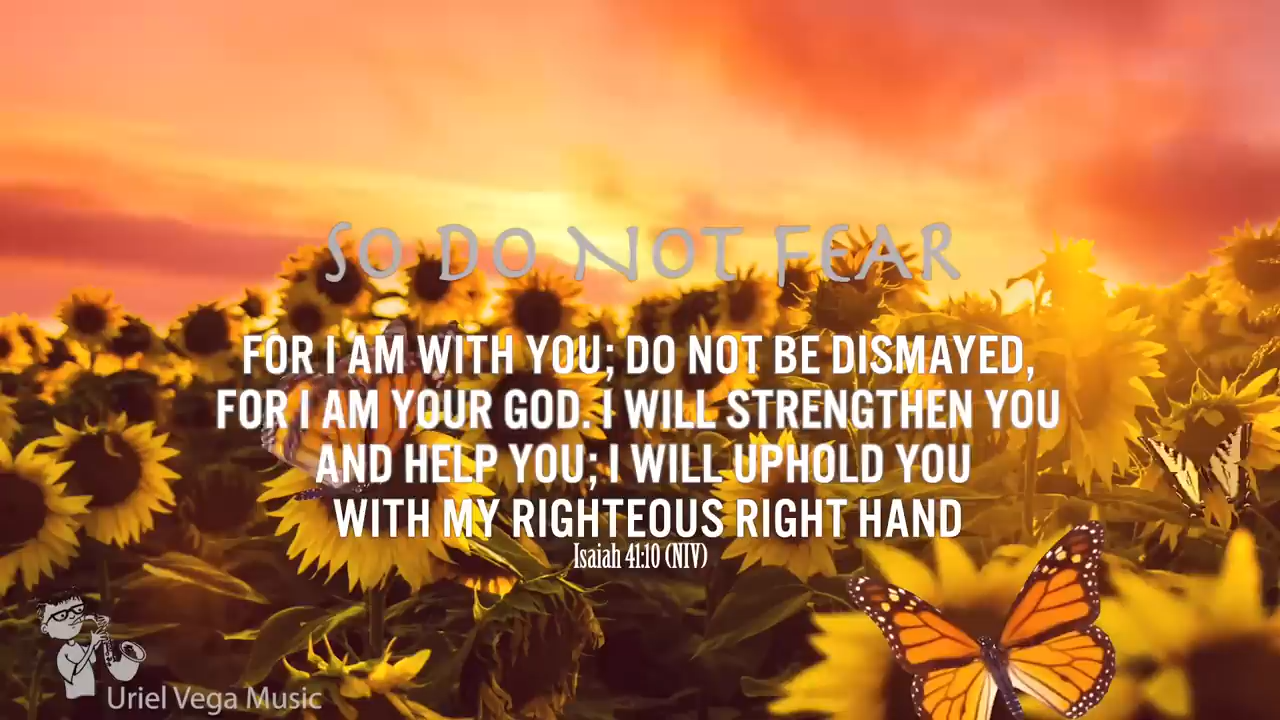 So Do Not Fear
FOR I AM WITH YOU; DO NOT BE DISMAYED,
FOR I AM YOUR GOD. I WILL STRENGTHEN YOU
AND HELP YOU; I WILL UPHOLD YOU
WITH MY RIGHTEOUS RIGHT HAND
Isaiah 41:10 (NIV)
Uriel Vega Music